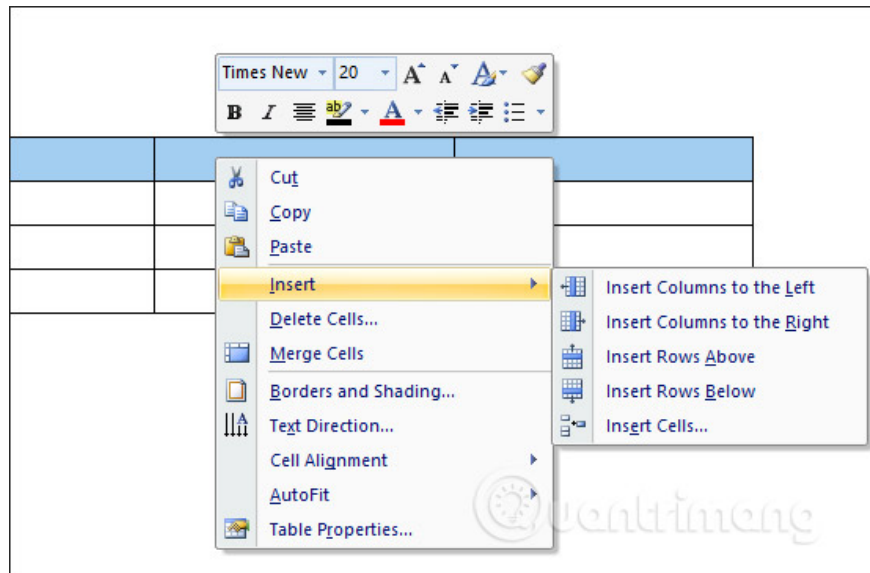 Times New 20 A A A
B I ab A
Cut
Copy
Paste
Insert
Delete Cells...
Merge Cells
Borders and Shading...
Text Direction...
Cell Alignment
AutoFit
Table Properties...
Insert Columns to the Left
Insert Columns to the Right
Insert Rows Above
Insert Rows Below
Insert Cells...
Quantrimang